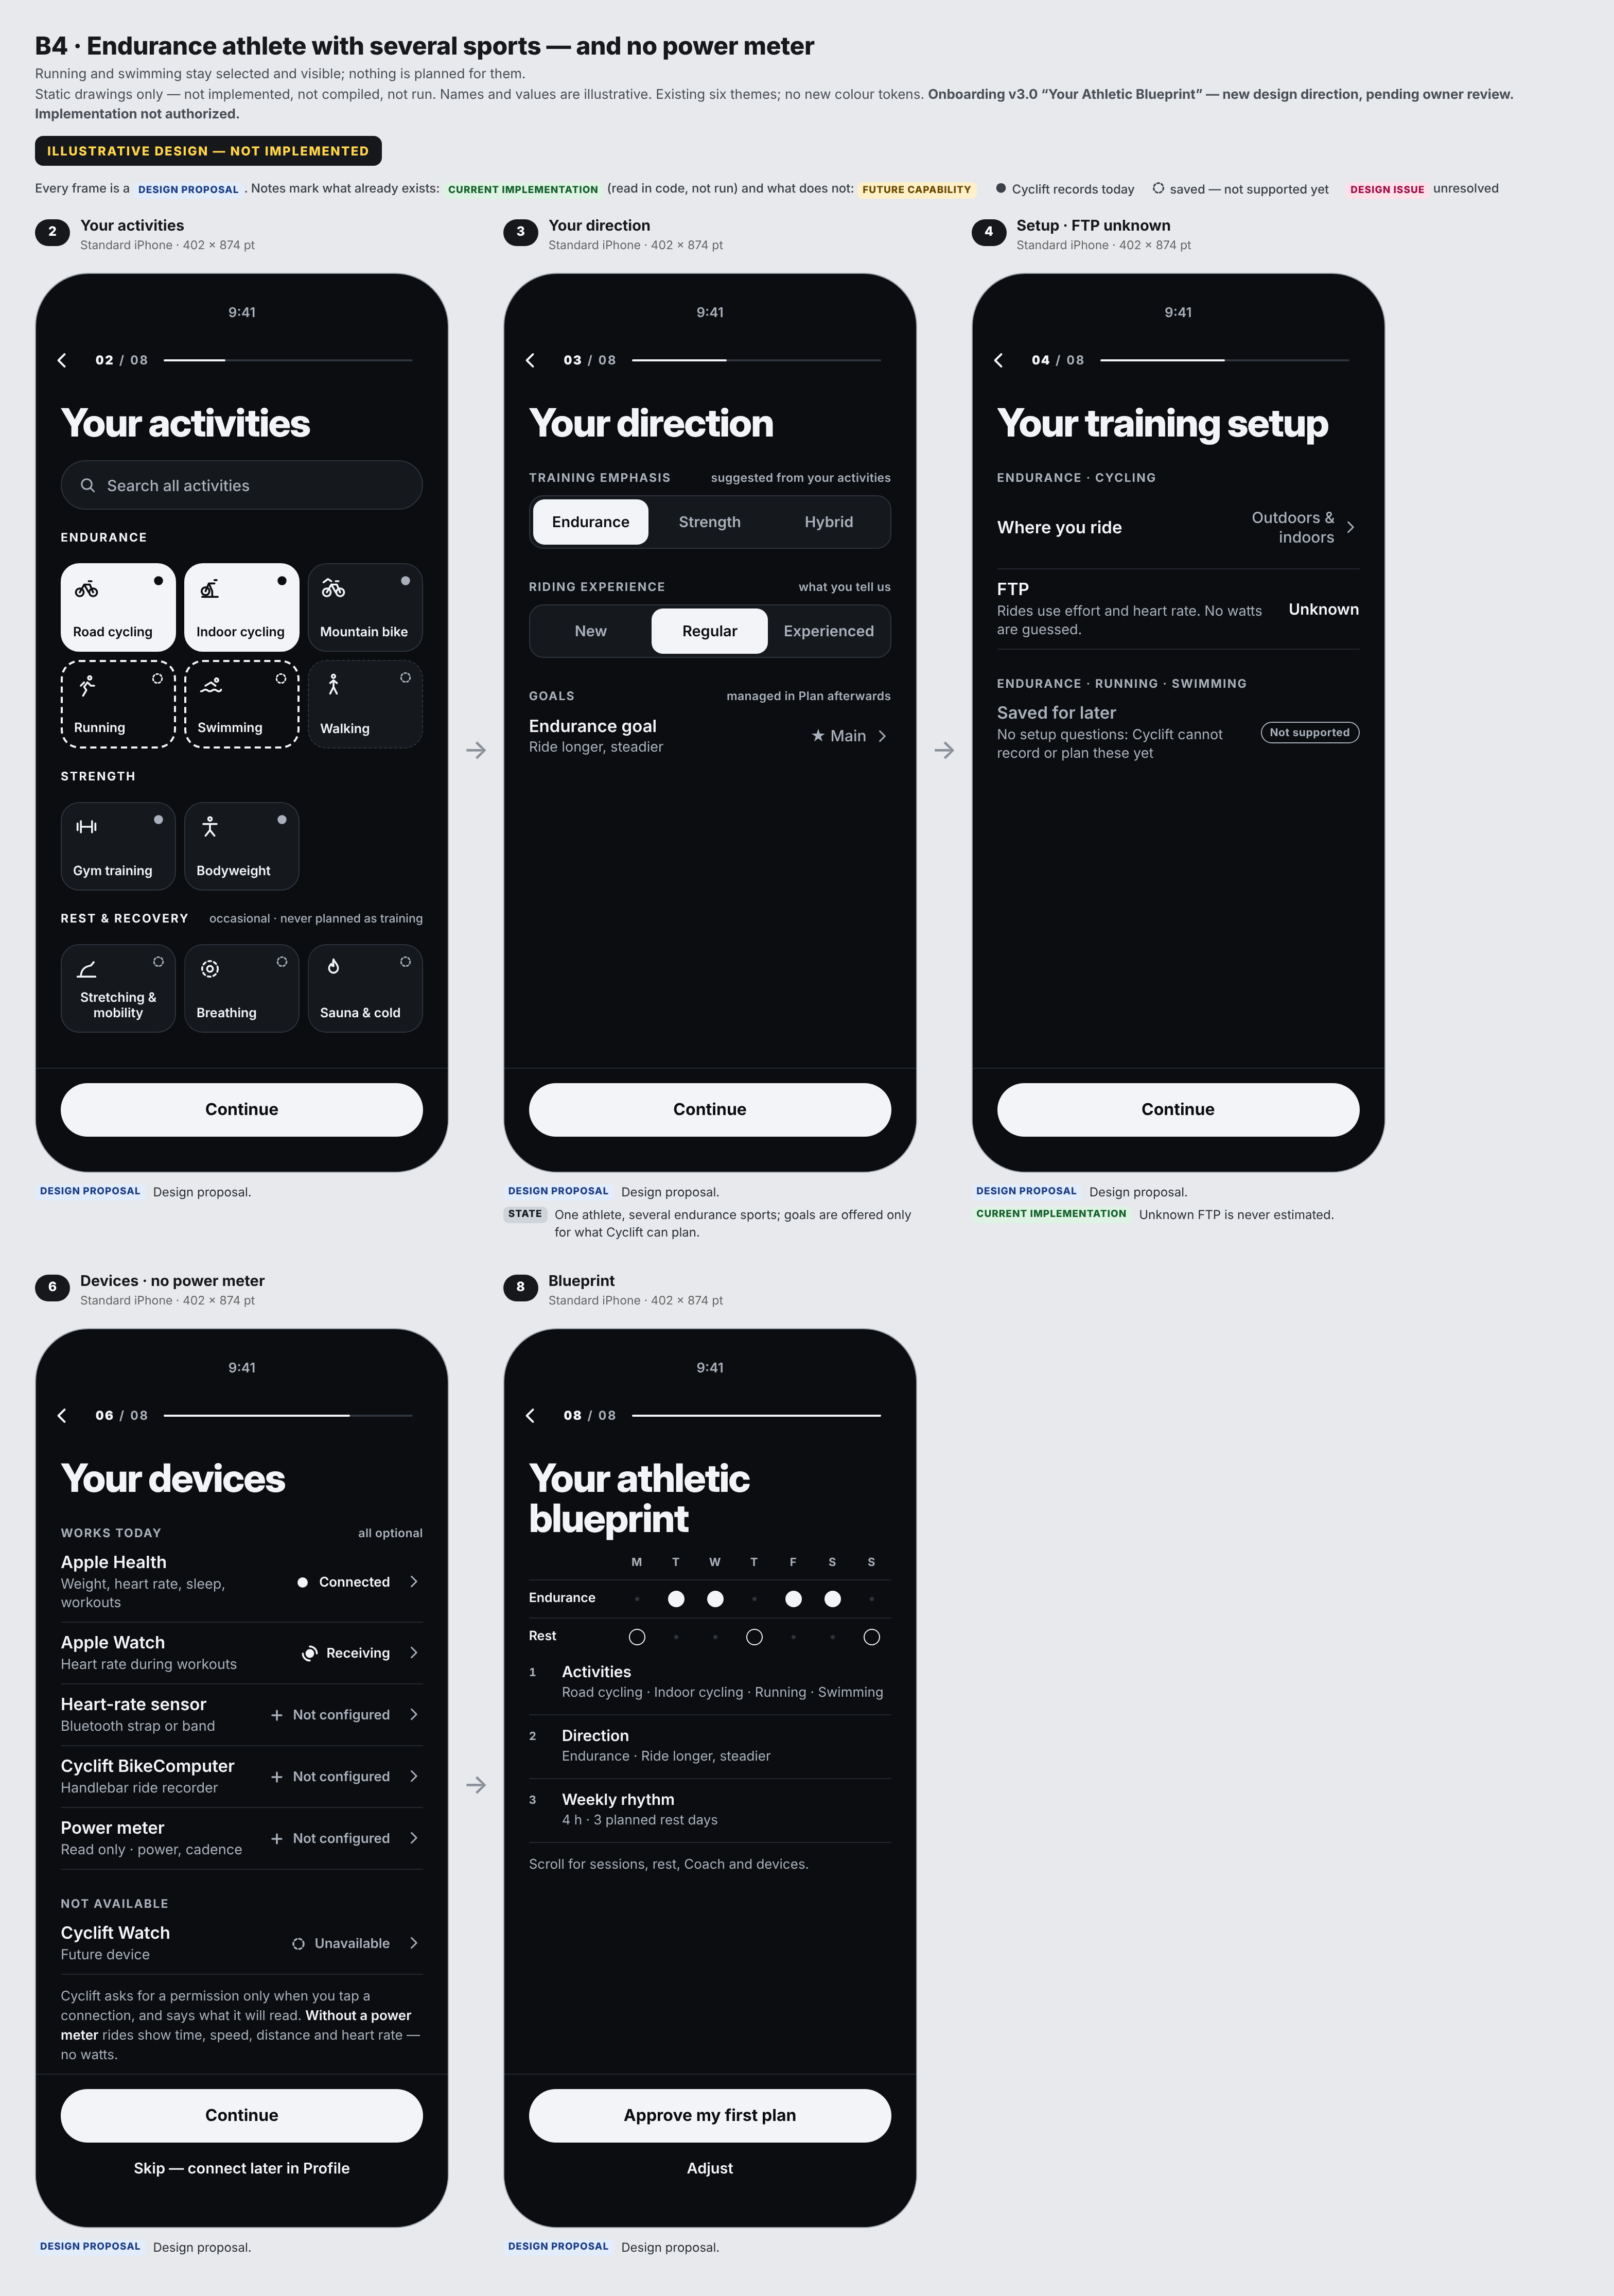 B4 · Endurance athlete with several sports — and no power meter
Running and swimming stay selected and visible; nothing is planned for them.
Static drawings only — not implemented, not compiled, not run. Names and values are illustrative. Existing six themes; no new colour tokens. Onboarding v3.0 “Your Athletic Blueprint” — new design direction, pending owner review.
Implementation not authorized.
ILLUSTRATIVE DESIGN — NOT IMPLEMENTED
Every frame is a DESIGN PROPOSAL . Notes mark what already exists: CURRENT IMPLEMENTATION (read in code, not run) and what does not: FUTURE CAPABILITY Cyclift records today saved — not supported yet DESIGN ISSUE unresolved
2 Your activities
Standard iPhone · 402 × 874 pt
9:41
02 / 08
Your activities
Search all activities
ENDURANCE
Road cycling
Indoor cycling
Mountain bike
Running
Swimming
Walking
STRENGTH
Gym training
Bodyweight
REST & RECOVERY occasional · never planned as training
Stretching &
mobility
Breathing
Sauna & cold
Continue
DESIGN PROPOSAL Design proposal.
3 Your direction
Standard iPhone · 402 × 874 pt
9:41
03 / 08
Your direction
TRAINING EMPHASIS suggested from your activities
Endurance Strength Hybrid
RIDING EXPERIENCE what you tell us
New Regular Experienced
GOALS managed in Plan afterwards
Endurance goal
Ride longer, steadier
★ Main
Continue
DESIGN PROPOSAL Design proposal.
STATE One athlete, several endurance sports; goals are offered only
for what Cyclift can plan.
4 Setup · FTP unknown
Standard iPhone · 402 × 874 pt
9:41
04 / 08
Your training setup
ENDURANCE · CYCLING
Where you ride
Outdoors &
indoors
FTP
Rides use effort and heart rate. No watts
are guessed.
Unknown
ENDURANCE · RUNNING · SWIMMING
Saved for later
No setup questions: Cyclift cannot
record or plan these yet
Not supported
Continue
DESIGN PROPOSAL Design proposal.
CURRENT IMPLEMENTATION Unknown FTP is never estimated.
6 Devices · no power meter
Standard iPhone · 402 × 874 pt
9:41
06 / 08
Your devices
WORKS TODAY all optional
Apple Health
Weight, heart rate, sleep,
workouts
Connected
Apple Watch
Heart rate during workouts
Receiving
Heart-rate sensor
Bluetooth strap or band
Not configured
Cyclift BikeComputer
Handlebar ride recorder
Not configured
Power meter
Read only · power, cadence
Not configured
NOT AVAILABLE
Cyclift Watch
Future device
Unavailable
Cyclift asks for a permission only when you tap a
connection, and says what it will read. Without a power
meter rides show time, speed, distance and heart rate —
no watts.
Continue
Skip — connect later in Profile
DESIGN PROPOSAL Design proposal.
8 Blueprint
Standard iPhone · 402 × 874 pt
9:41
08 / 08
Your athletic
blueprint
M T W T F S S
Endurance
Rest
1 Activities
Road cycling · Indoor cycling · Running · Swimming
2 Direction
Endurance · Ride longer, steadier
3 Weekly rhythm
4 h · 3 planned rest days
Scroll for sessions, rest, Coach and devices.
Approve my first plan
Adjust
DESIGN PROPOSAL Design proposal.